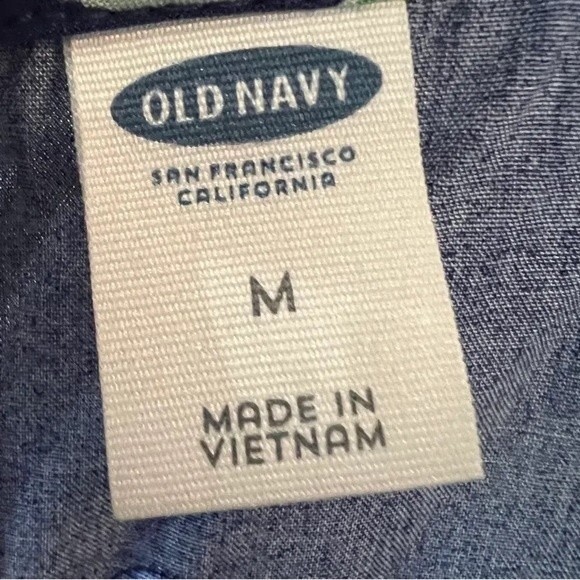 OLD NAVY
SAN FRANCISCO
CALIFORNIA
M
MADE IN
VIETNAM